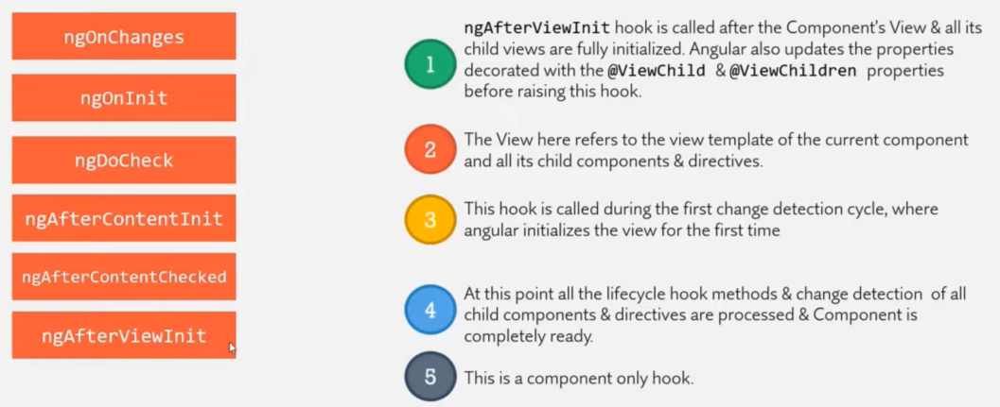 ngOnChanges
ngOnInit
ngDoCheck
ngAfterContentInit
ngAfterContentChecked
ngAfterViewInit
1
ngAfterViewInit hook is called after the Component's View & all its
child views are fully initialized. Angular also updates the properties
decorated with the @ViewChild & @ViewChildren properties
before raising this hook.
2
The View here refers to the view template of the current component
and all its child components & directives.
3
This hook is called during the first change detection cycle, where
angular initializes the view for the first time
4
At this point all the lifecycle hook methods & change detection of all
child components & directives are processed & Component is
completely ready.
5
This is a component only hook.